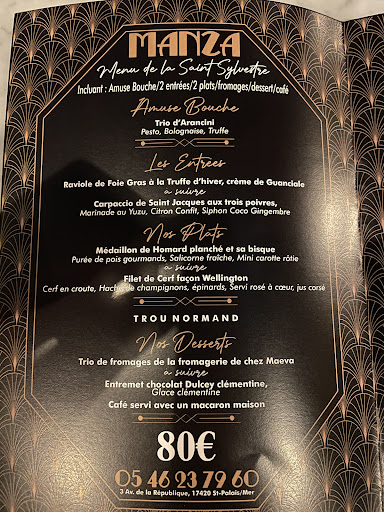 MANZA
Menu de la Saint Sylvestre
Incluant : Amuse Bouche/2 entrées/2 plats/fromages/dessert/café
Amuse Bouche
Trio d'Arancini
Pesto, Bolognaise, Truffe
Les Entrées
Raviole de Foie Gras à la Truffe d'hiver, crème de Guanciale
a suivre
Carpaccio de Saint Jacques aux trois poivres,
Marinade au Yuzu, Citron Confit, Siphon Coco Gingembre
Nos Plats
Médaillon de Homard planché et sa bisque
Purée de pois gourmands, Salicorne fraîche, Mini carotte rôtie
a suivre
Filet de Cerf façon Wellington
Cerf en croute, Hachis de champignons, épinards, Servi rosé à cœur, jus corsé
TROU NORMAND
Nos Desserts
Trio de fromages de la fromagerie de chez Maeva
a suivre
Entremet chocolat Dulcey clémentine,
Glace clémentine
Café servi avec un macaron maison
80€
05 46 23 79 60
3 Av. de la République, 17420 St-Palais/Mer